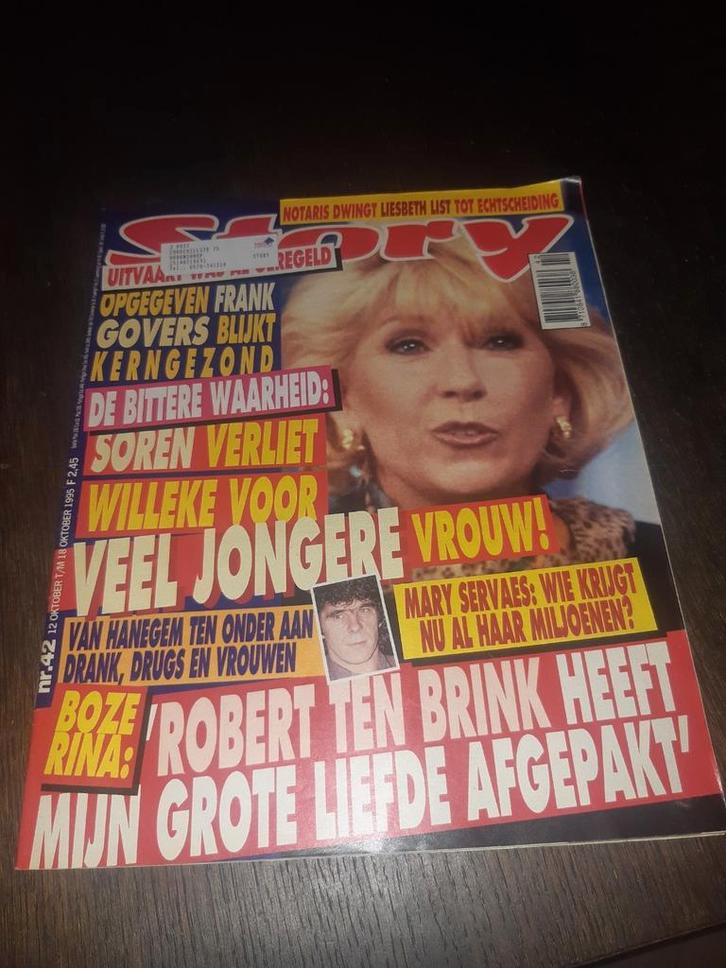 NOTARIS DWINGT LIESBETH LIST TOT ECHTSCHEIDING
Story
UITVAART WAS AL GEREGELD
OPGEGEVEN FRANK
GOVERS BLIJKT
KERNGEZOND
DE BITTERE WAARHEID:
SOREN VERLIET
WILLEKE VOOR
VEEL JONGERE VROUW!
MARY SERVAES: WIE KRIJGT
NU AL HAAR MILJOENEN?
VAN HANEGEM TEN ONDER AAN
DRANK, DRUGS EN VROUWEN
BOZE
RINA:
'ROBERT TEN BRINK HEEFT
MIJN GROTE LIEFDE AFGEPAKT'
nr.42 12 OKTOBER T/M 18 OKTOBER 1995 F 2,45